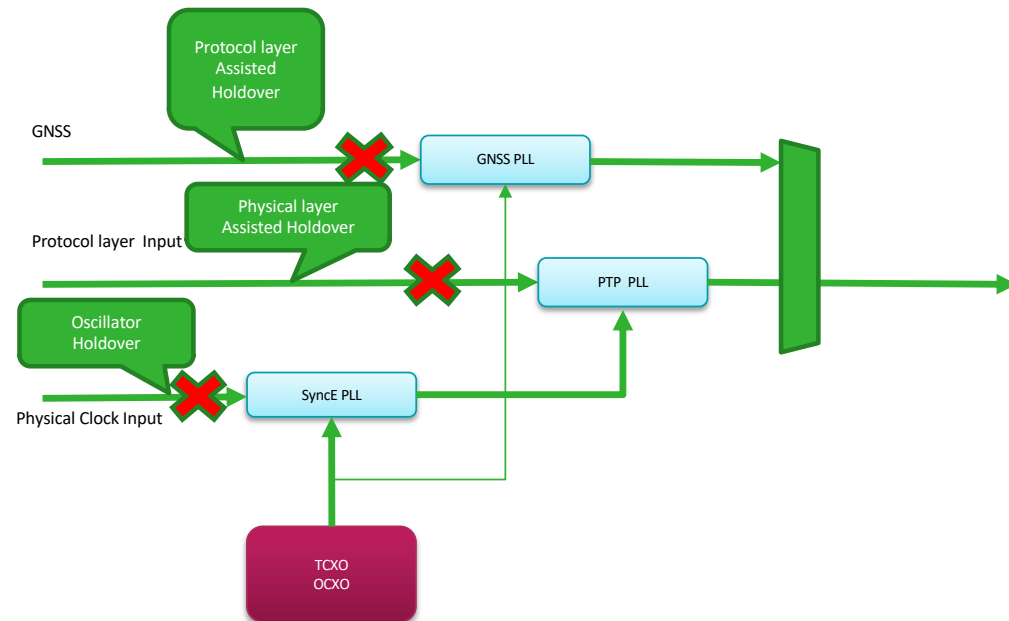 Protocol layer
Assisted
Holdover
GNSS
GNSS PLL
Physical layer
Assisted Holdover
Protocol layer  Input
PTP  PLL
Oscillator
Holdover
SyncE PLL
Physical Clock Input
TCXO
OCXO